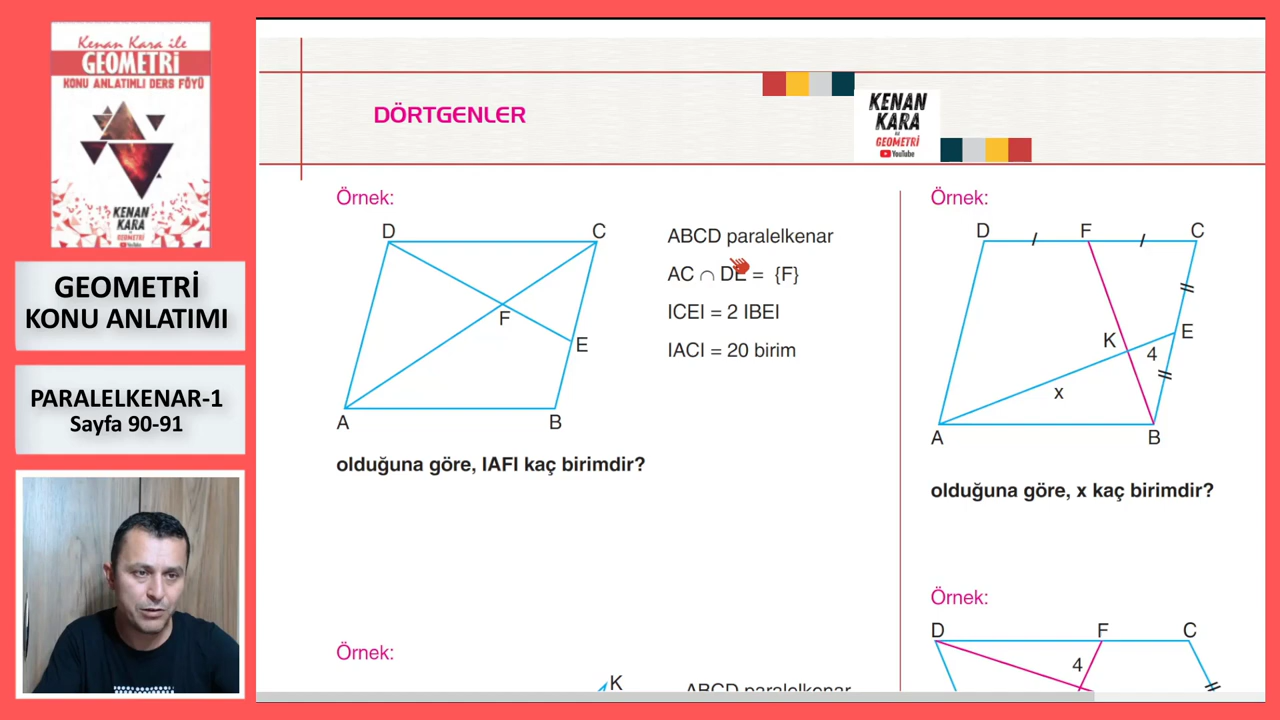 Kenan Kara ile
GEOMETRİ
KONU ANLATIMLI DERS FÖYÜ
KENAN
KARA
GEOMETRİ
YouTube
GEOMETRİ
KONU ANLATIMI
PARALELKENAR-1
Sayfa 90-91
DÖRTGENLER
KENAN
KARA
ile
GEOMETRİ
YouTube
Örnek:
D
C
F
E
A
B
ABCD paralelkenar
AC ∩ DE = {F}
ICEI = 2 IBEI
IACI = 20 birim
olduğuna göre, IAFI kaç birimdir?
Örnek:
K
ABCD paralelkenar
Örnek:
D
F
C
K
E
4
x
A
B
olduğuna göre, x kaç birimdir?
Örnek:
D
F
C
4